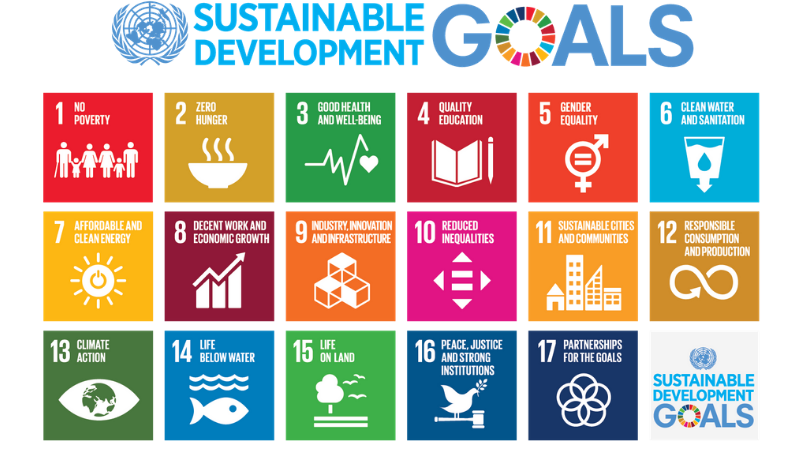 SUSTAINABLE
DEVELOPMENT
GOALS
1 NO
POVERTY
2 ZERO
HUNGER
3 GOOD HEALTH
AND WELL-BEING
4 QUALITY
EDUCATION
5 GENDER
EQUALITY
6 CLEAN WATER
AND SANITATION
7 AFFORDABLE AND
CLEAN ENERGY
8 DECENT WORK AND
ECONOMIC GROWTH
9 INDUSTRY, INNOVATION
AND INFRASTRUCTURE
10 REDUCED
INEQUALITIES
11 SUSTAINABLE CITIES
AND COMMUNITIES
12 RESPONSIBLE
CONSUMPTION
AND PRODUCTION
13 CLIMATE
ACTION
14 LIFE
BELOW WATER
15 LIFE
ON LAND
16 PEACE, JUSTICE
AND STRONG
INSTITUTIONS
17 PARTNERSHIPS
FOR THE GOALS
SUSTAINABLE
DEVELOPMENT
GOALS